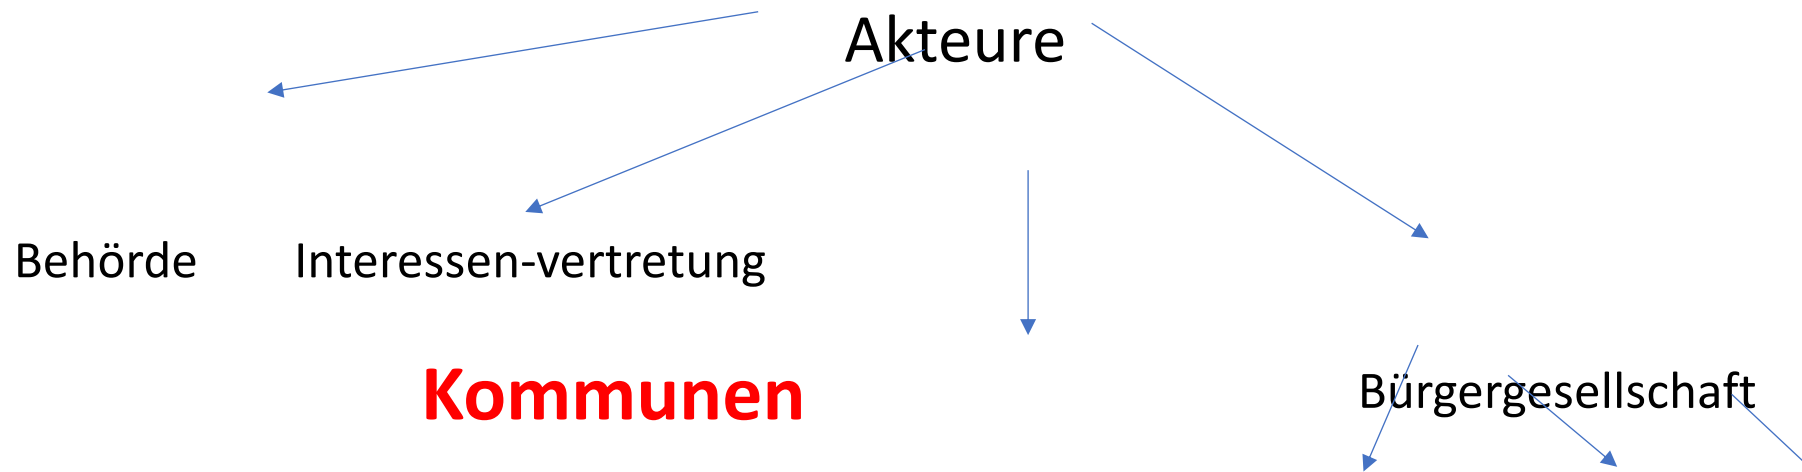 Akteure
Behörde
Interessen-vertretung
Kommunen
Bürgergesellschaft